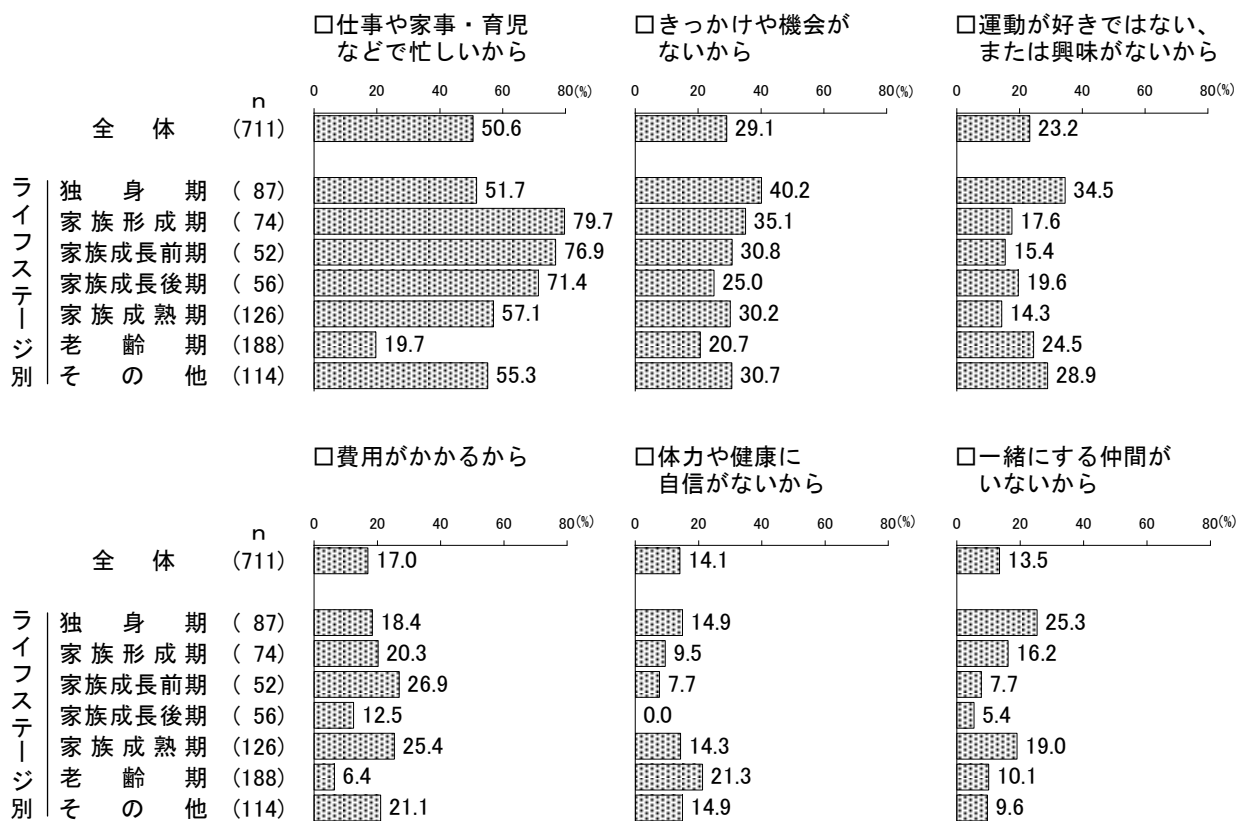 □仕事や家事・育児
などで忙しいから
□きっかけや機会が
ないから
□運動が好きではない、
または興味がないから
n
0 20 40 60 80(%)
0 20 40 60 80(%)
0 20 40 60 80(%)
全体 (711) 50.6 29.1 23.2
ライフステージ別
独身期 ( 87) 51.7 40.2 34.5
家族形成期 ( 74) 79.7 35.1 17.6
家族成長前期 ( 52) 76.9 30.8 15.4
家族成長後期 ( 56) 71.4 25.0 19.6
家族成熟期 (126) 57.1 30.2 14.3
老齢期 (188) 19.7 20.7 24.5
その他 (114) 55.3 30.7 28.9
□費用がかかるから
□体力や健康に
自信がないから
□一緒にする仲間が
いないから
n
0 20 40 60 80(%)
0 20 40 60 80(%)
0 20 40 60 80(%)
全体 (711) 17.0 14.1 13.5
ライフステージ別
独身期 ( 87) 18.4 14.9 25.3
家族形成期 ( 74) 20.3 9.5 16.2
家族成長前期 ( 52) 26.9 7.7 7.7
家族成長後期 ( 56) 12.5 0.0 5.4
家族成熟期 (126) 25.4 14.3 19.0
老齢期 (188) 6.4 21.3 10.1
その他 (114) 21.1 14.9 9.6